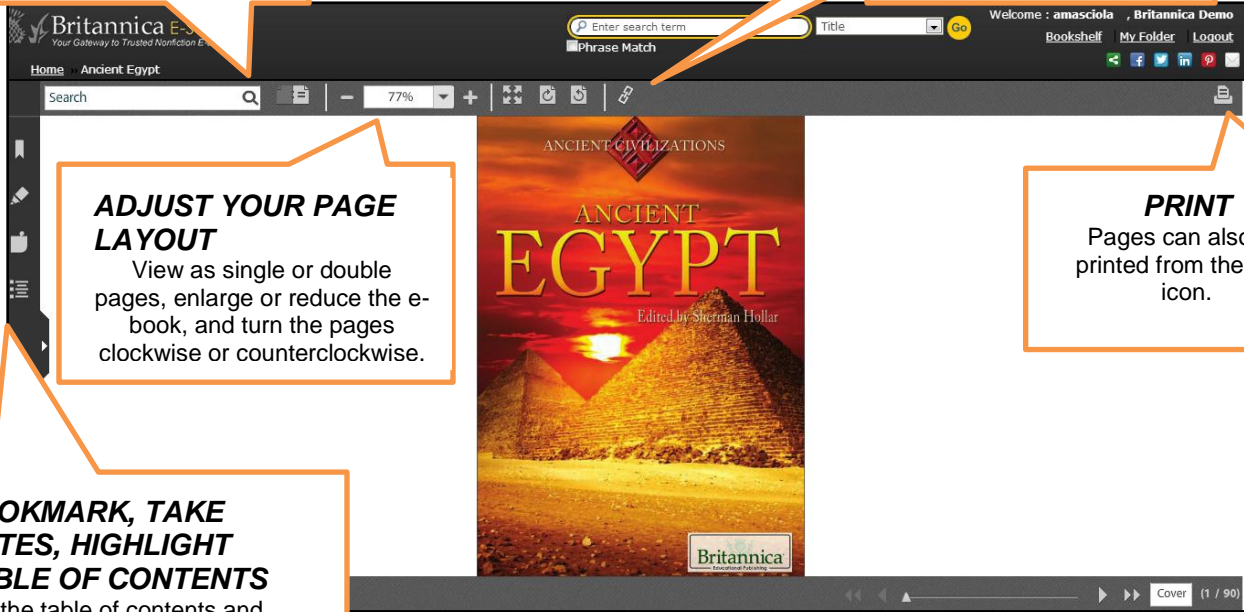 Britannica
Your Gateway to Trusted Nonfiction
Enter search term
Title
Go
Phrase Match
Welcome : amasciola , Britannica Demo
Bookshelf My Folder Logout
Home » Ancient Egypt
Search
77%
ANCIENT CIVILIZATIONS
ANCIENT
EGYPT
Edited by Sherman Hollar
Britannica
Educational Publishing
ADJUST YOUR PAGE
LAYOUT
View as single or double
pages, enlarge or reduce the e-
book, and turn the pages
clockwise or counterclockwise.
PRINT
Pages can also
printed from the
icon.
OKMARK, TAKE
TES, HIGHLIGHT
BLE OF CONTENTS
the table of contents and
Cover (1 / 90)